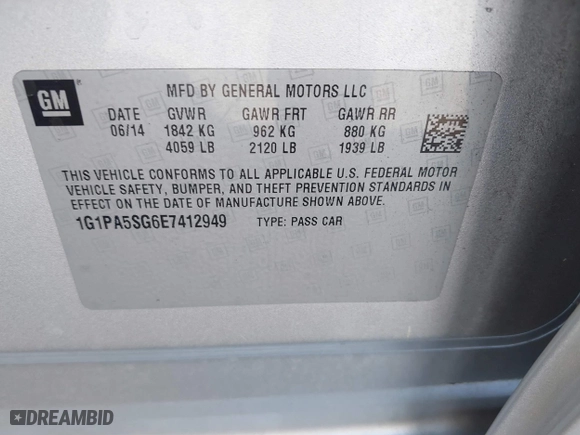 GM
MFD BY GENERAL MOTORS LLC
DATE GVWR GAWR FRT GAWR RR
06/14 1842 KG 962 KG 880 KG
4059 LB 2120 LB 1939 LB
THIS VEHICLE CONFORMS TO ALL APPLICABLE U.S. FEDERAL MOTOR
VEHICLE SAFETY, BUMPER, AND THEFT PREVENTION STANDARDS IN
EFFECT ON THE DATE OF MANUFACTURE SHOWN ABOVE.
1G1PA5SG6E7412949 TYPE: PASS CAR
DREAMBID